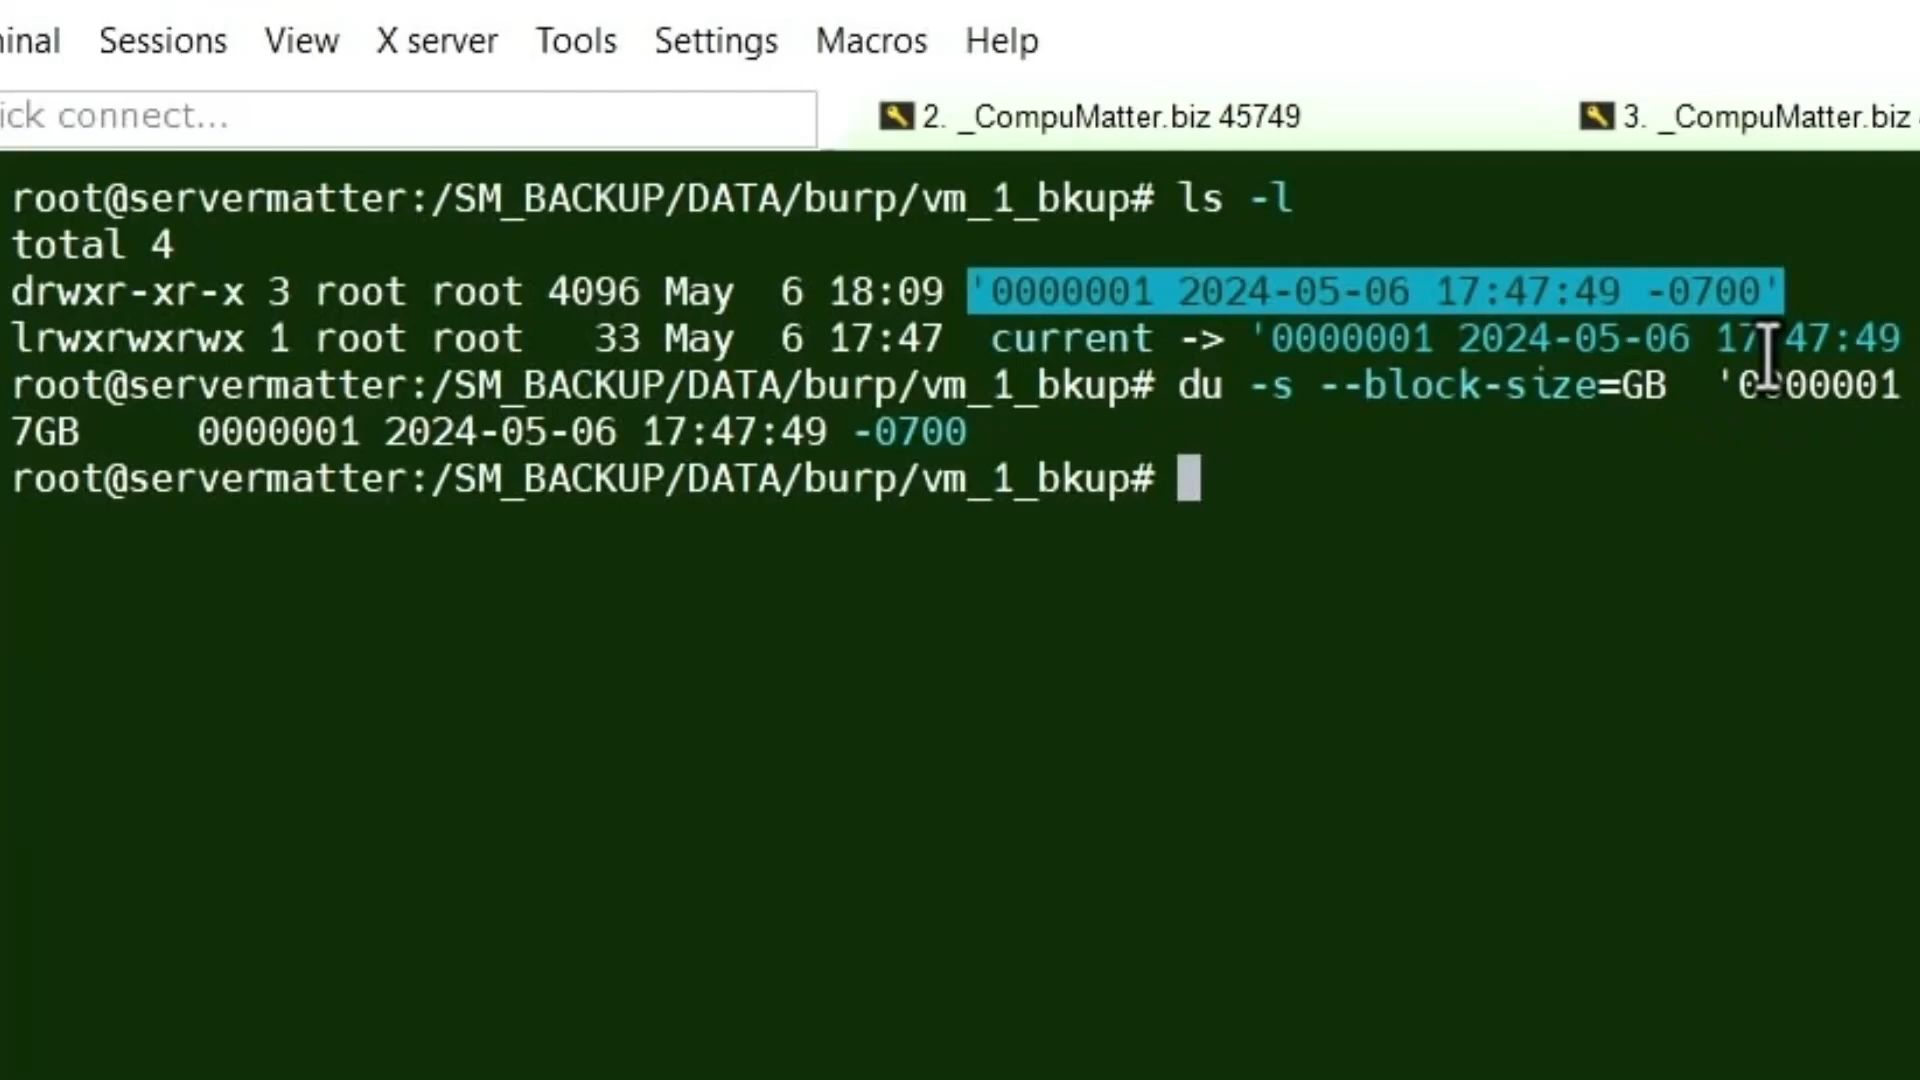 Sessions View X server Tools Settings Macros Help
connect...
2. _CompuMatter.biz 45749
3. _CompuMatter.biz
root@servermatter:/SM_BACKUP/DATA/burp/vm_1_bkup# ls -l
total 4
drwxr-xr-x 3 root root 4096 May  6 18:09 '0000001 2024-05-06 17:47:49 -0700'
lrwxrwxrwx 1 root root   33 May  6 17:47  current -> '0000001 2024-05-06 17:47:49
root@servermatter:/SM_BACKUP/DATA/burp/vm_1_bkup# du -s --block-size=GB  '0000001
7GB     0000001 2024-05-06 17:47:49 -0700
root@servermatter:/SM_BACKUP/DATA/burp/vm_1_bkup#